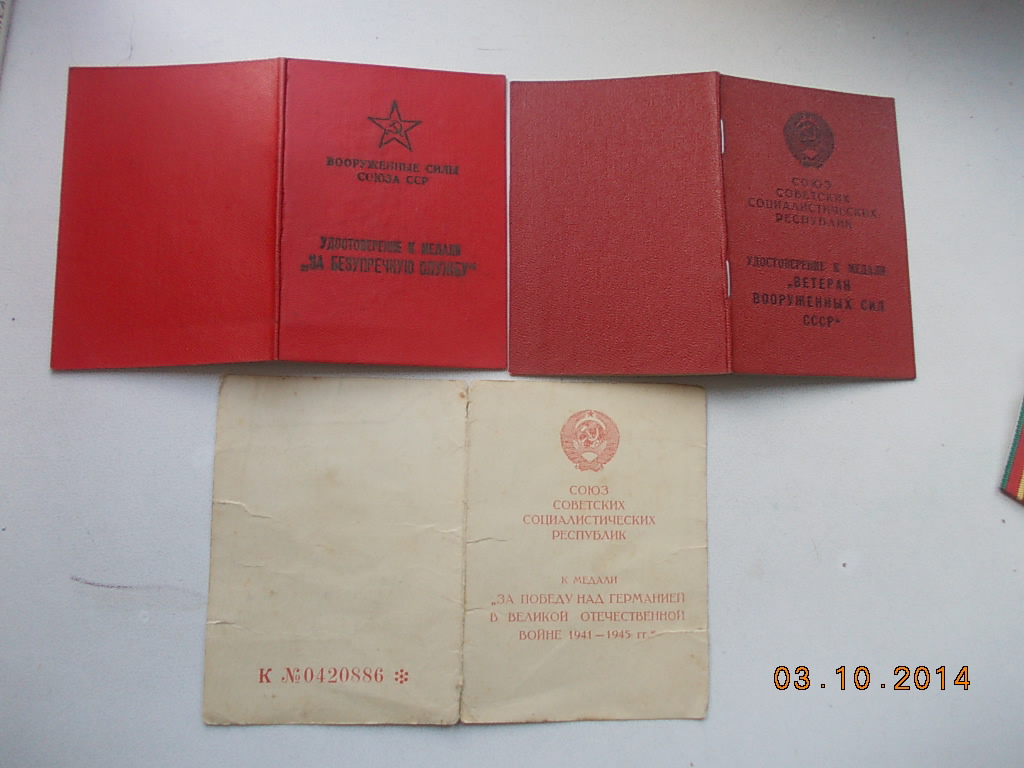 ВООРУЖЕННЫЕ СИЛЫ
СОЮЗА ССР
УДОСТОВЕРЕНИЕ К МЕДАЛИ
„ЗА БЕЗУПРЕЧНУЮ СЛУЖБУ"
СОЮЗ
СОВЕТСКИХ
СОЦИАЛИСТИЧЕСКИХ
РЕСПУБЛИК
УДОСТОВЕРЕНИЕ К МЕДАЛИ
„ВЕТЕРАН
ВООРУЖЕННЫХ СИЛ
СССР"
СОЮЗ
СОВЕТСКИХ
СОЦИАЛИСТИЧЕСКИХ
РЕСПУБЛИК
К МЕДАЛИ
„ЗА ПОБЕДУ НАД ГЕРМАНИЕЙ
В ВЕЛИКОЙ ОТЕЧЕСТВЕННОЙ
ВОЙНЕ 1941—1945 гг."
К №0420886
03.10.2014